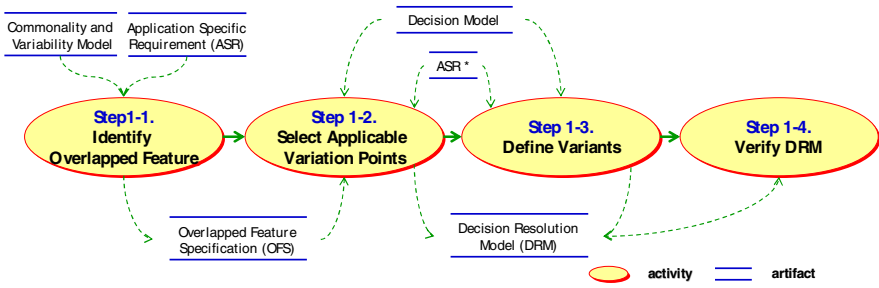 Commonality and
Variability Model
Application Specific
Requirement (ASR)
Decision Model
ASR *
Step1-1.
Identify
Overlapped Feature
Step 1-2.
Select Applicable
Variation Points
Step 1-3.
Define Variants
Step 1-4.
Verify DRM
Overlapped Feature
Specification (OFS)
Decision Resolution
Model (DRM)
activity
artifact